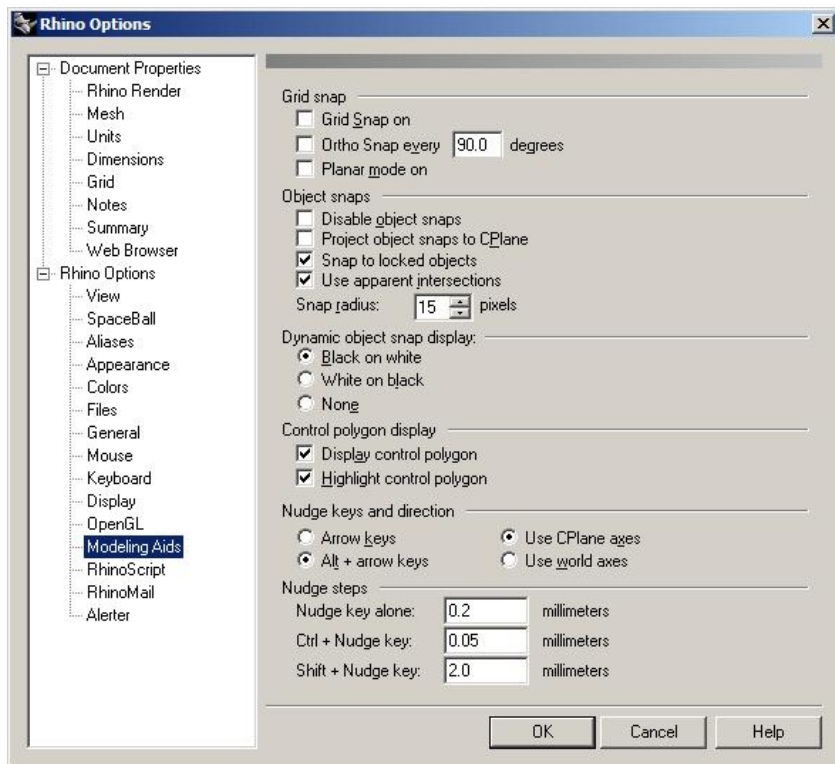 Rhino Options
Document Properties
Rhino Render
Mesh
Units
Dimensions
Grid
Notes
Summary
Web Browser
Rhino Options
View
SpaceBall
Aliases
Appearance
Colors
Files
General
Mouse
Keyboard
Display
OpenGL
Modeling Aids
RhinoScript
RhinoMail
Alerter
Grid snap
Grid Snap on
Ortho Snap every 90.0 degrees
Planar mode on
Object snaps
Disable object snaps
Project object snaps to CPlane
Snap to locked objects
Use apparent intersections
Snap radius: 15 pixels
Dynamic object snap display:
Black on white
White on black
None
Control polygon display
Display control polygon
Highlight control polygon
Nudge keys and direction
Arrow keys Use CPlane axes
Alt + arrow keys Use world axes
Nudge steps
Nudge key alone: 0.2 millimeters
Ctrl + Nudge key: 0.05 millimeters
Shift + Nudge key: 2.0 millimeters
OK Cancel Help